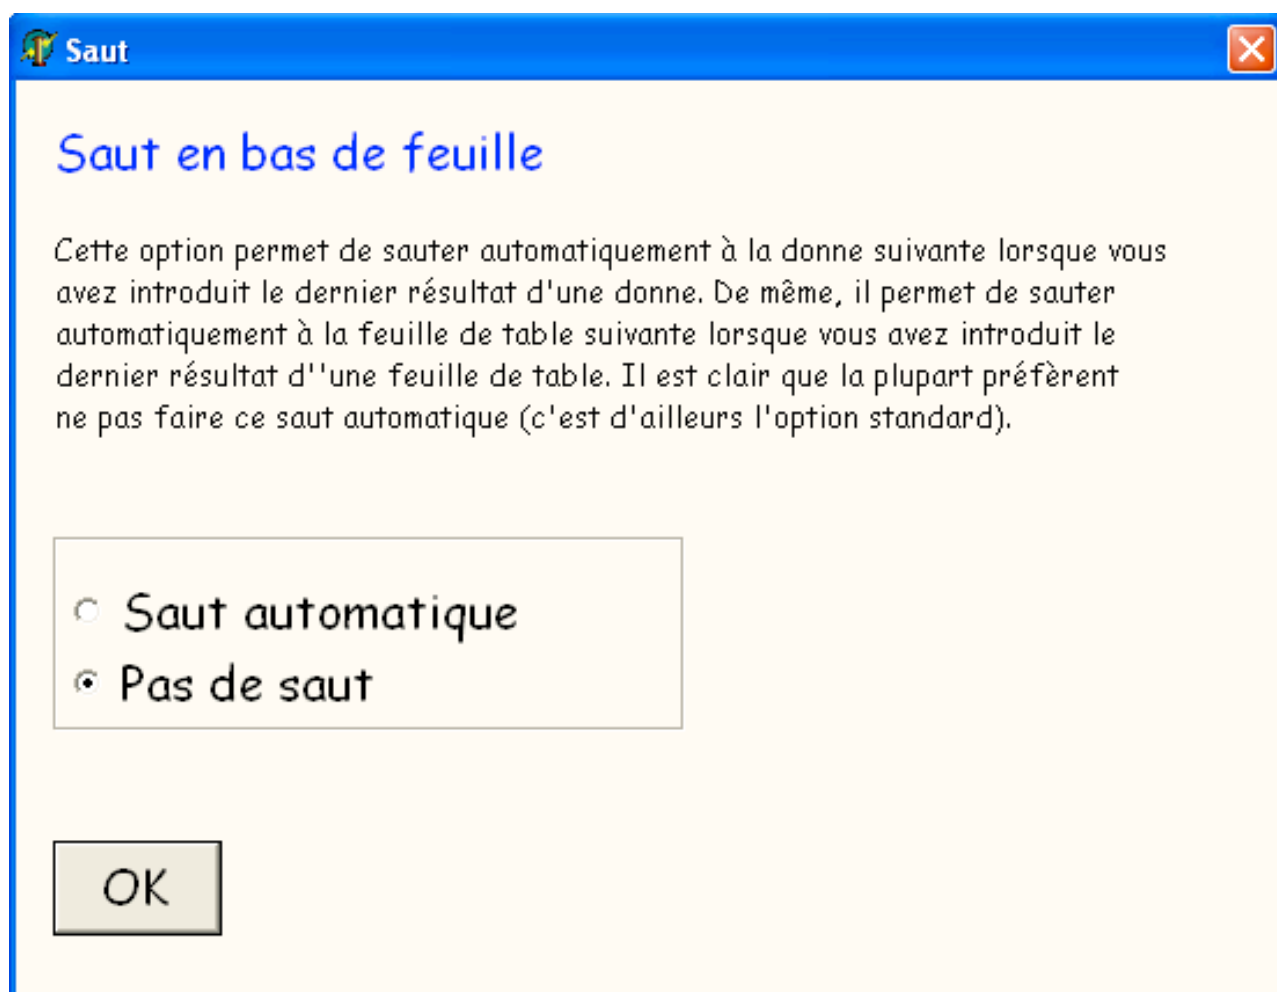 Saut
Saut en bas de feuille
Cette option permet de sauter automatiquement à la donne suivante lorsque vous
avez introduit le dernier résultat d'une donne. De même, il permet de sauter
automatiquement à la feuille de table suivante lorsque vous avez introduit le
dernier résultat d''une feuille de table. Il est clair que la plupart préfèrent
ne pas faire ce saut automatique (c'est d'ailleurs l'option standard).
Saut automatique
Pas de saut
OK